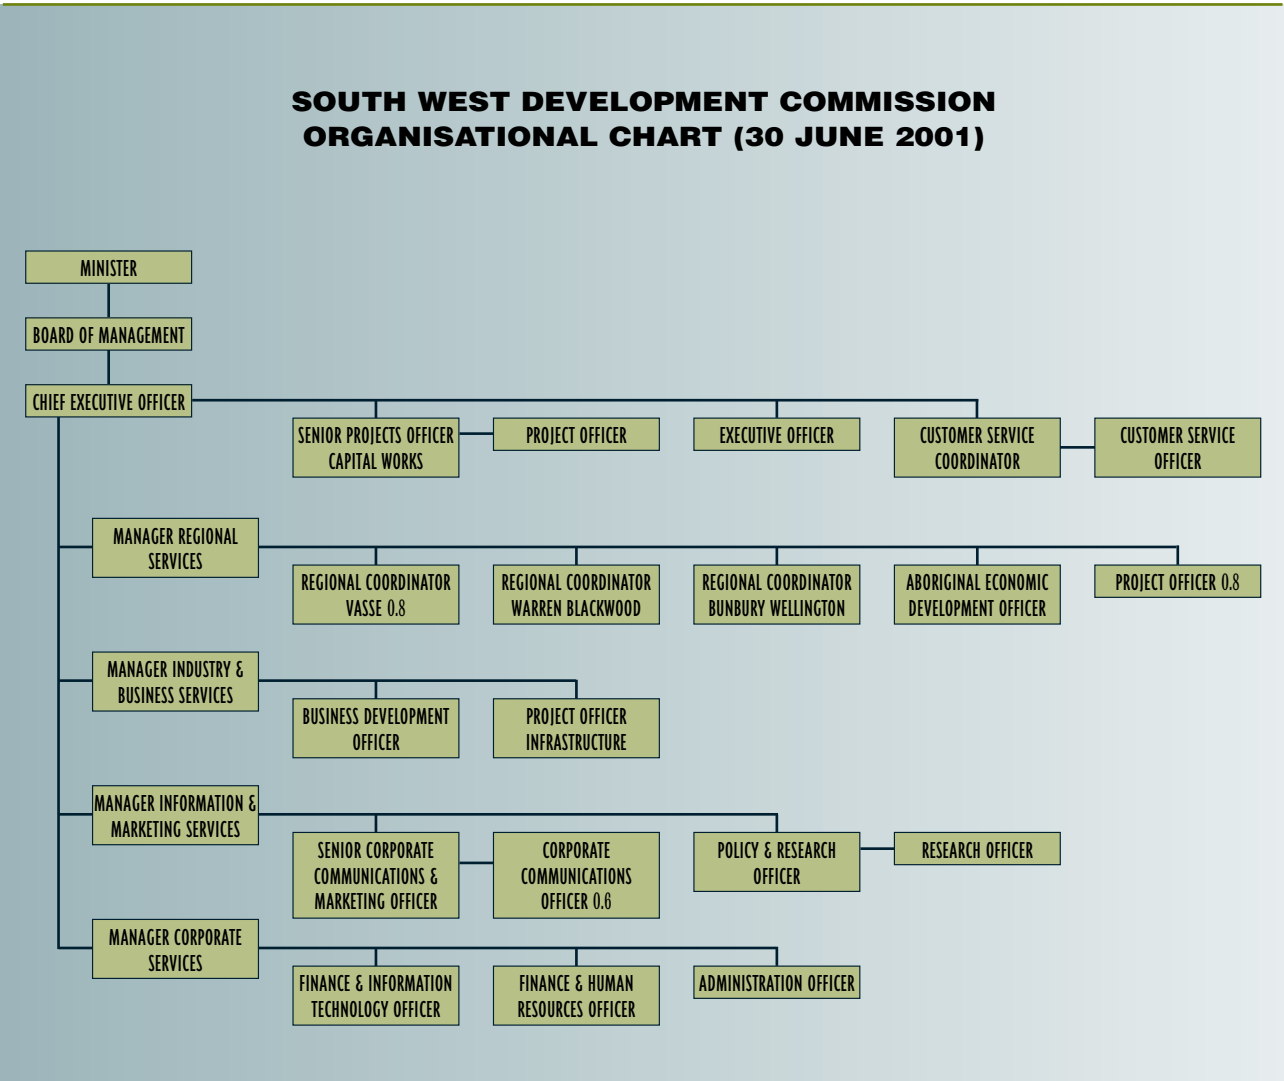 SOUTH WEST DEVELOPMENT COMMISSION
ORGANISATIONAL CHART (30 JUNE 2001)
MINISTER
BOARD OF MANAGEMENT
CHIEF EXECUTIVE OFFICER
SENIOR PROJECTS OFFICER
CAPITAL WORKS
PROJECT OFFICER
EXECUTIVE OFFICER
CUSTOMER SERVICE
COORDINATOR
CUSTOMER SERVICE
OFFICER
MANAGER REGIONAL
SERVICES
REGIONAL COORDINATOR
VASSE 0.8
REGIONAL COORDINATOR
WARREN BLACKWOOD
REGIONAL COORDINATOR
BUNBURY WELLINGTON
ABORIGINAL ECONOMIC
DEVELOPMENT OFFICER
PROJECT OFFICER 0.8
MANAGER INDUSTRY &
BUSINESS SERVICES
BUSINESS DEVELOPMENT
OFFICER
PROJECT OFFICER
INFRASTRUCTURE
MANAGER INFORMATION &
MARKETING SERVICES
SENIOR CORPORATE
COMMUNICATIONS &
MARKETING OFFICER
CORPORATE
COMMUNICATIONS
OFFICER 0.6
POLICY & RESEARCH
OFFICER
RESEARCH OFFICER
MANAGER CORPORATE
SERVICES
FINANCE & INFORMATION
TECHNOLOGY OFFICER
FINANCE & HUMAN
RESOURCES OFFICER
ADMINISTRATION OFFICER